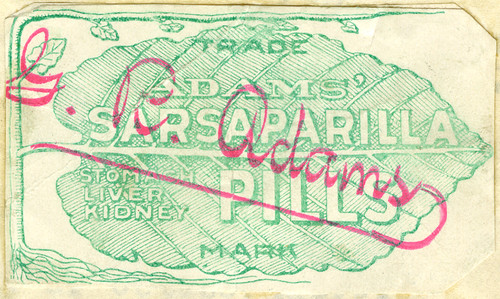 TRADE
ADAMS'
SARSAPARILLA
Adams
STOMACH
LIVER
KIDNEY
PILLS
MARK